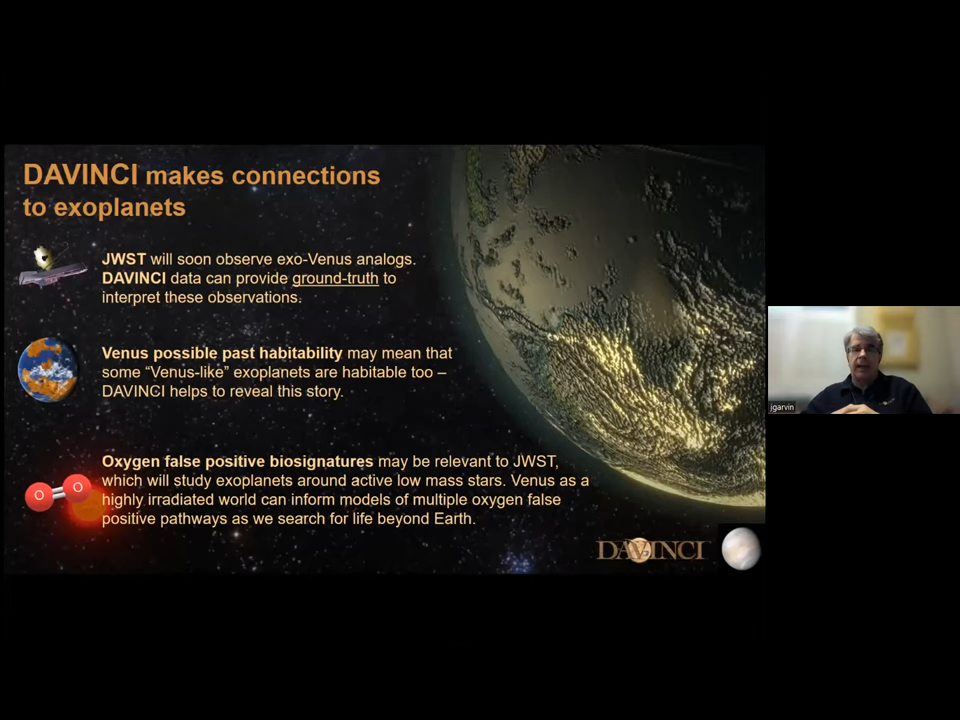 DAVINCI makes connections
to exoplanets
JWST will soon observe exo-Venus analogs.
DAVINCI data can provide ground-truth to
interpret these observations.
Venus possible past habitability may mean that
some “Venus-like” exoplanets are habitable too –
DAVINCI helps to reveal this story.
Oxygen false positive biosignatures may be relevant to JWST,
which will study exoplanets around active low mass stars. Venus as a
highly irradiated world can inform models of multiple oxygen false
positive pathways as we search for life beyond Earth.
O O
DAVINCI
jgarvin